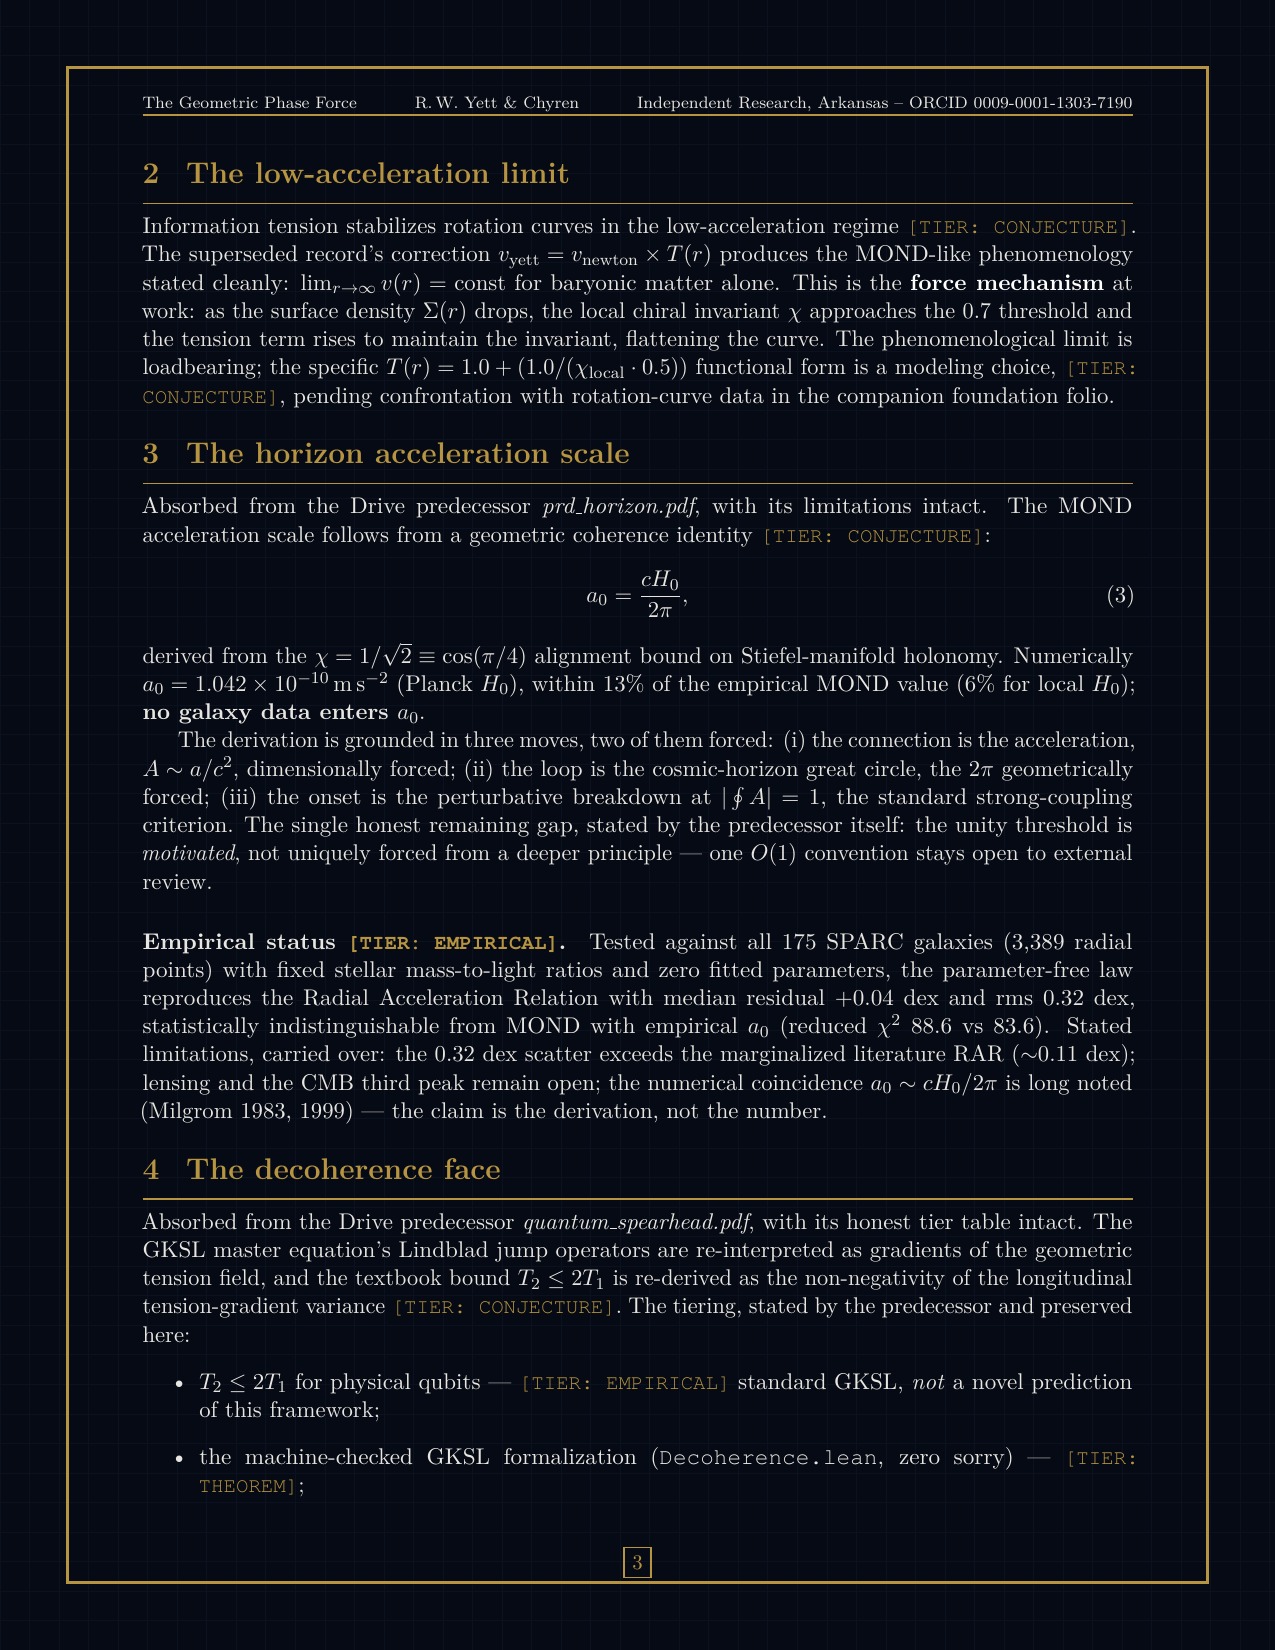 The Geometric Phase Force R. W. Yett & Chyren Independent Research, Arkansas – ORCID 0009-0001-1303-7190
2 The low-acceleration limit
Information tension stabilizes rotation curves in the low-acceleration regime [TIER: CONJECTURE].
The superseded record's correction v_yett = v_newton × T(r) produces the MOND-like phenomenology
stated cleanly: lim_{r→∞} v(r) = const for baryonic matter alone. This is the force mechanism at
work: as the surface density Σ(r) drops, the local chiral invariant χ approaches the 0.7 threshold and
the tension term rises to maintain the invariant, flattening the curve. The phenomenological limit is
loadbearing; the specific T(r) = 1.0 + (1.0/(χ_local · 0.5)) functional form is a modeling choice, [TIER:
CONJECTURE], pending confrontation with rotation-curve data in the companion foundation folio.
3 The horizon acceleration scale
Absorbed from the Drive predecessor prd_horizon.pdf, with its limitations intact. The MOND
acceleration scale follows from a geometric coherence identity [TIER: CONJECTURE]:
a₀ = cH₀/2π, (3)
derived from the χ = 1/√2 ≡ cos(π/4) alignment bound on Stiefel-manifold holonomy. Numerically
a₀ = 1.042 × 10⁻¹⁰ m s⁻² (Planck H₀), within 13% of the empirical MOND value (6% for local H₀);
no galaxy data enters a₀.
The derivation is grounded in three moves, two of them forced: (i) the connection is the acceleration,
A ∼ a/c², dimensionally forced; (ii) the loop is the cosmic-horizon great circle, the 2π geometrically
forced; (iii) the onset is the perturbative breakdown at |∮ A| = 1, the standard strong-coupling
criterion. The single honest remaining gap, stated by the predecessor itself: the unity threshold is
motivated, not uniquely forced from a deeper principle — one O(1) convention stays open to external
review.
Empirical status [TIER: EMPIRICAL]. Tested against all 175 SPARC galaxies (3,389 radial
points) with fixed stellar mass-to-light ratios and zero fitted parameters, the parameter-free law
reproduces the Radial Acceleration Relation with median residual +0.04 dex and rms 0.32 dex,
statistically indistinguishable from MOND with empirical a₀ (reduced χ² 88.6 vs 83.6). Stated
limitations, carried over: the 0.32 dex scatter exceeds the marginalized literature RAR (∼0.11 dex);
lensing and the CMB third peak remain open; the numerical coincidence a₀ ∼ cH₀/2π is long noted
(Milgrom 1983, 1999) — the claim is the derivation, not the number.
4 The decoherence face
Absorbed from the Drive predecessor quantum_spearhead.pdf, with its honest tier table intact. The
GKSL master equation's Lindblad jump operators are re-interpreted as gradients of the geometric
tension field, and the textbook bound T₂ ≤ 2T₁ is re-derived as the non-negativity of the longitudinal
tension-gradient variance [TIER: CONJECTURE]. The tiering, stated by the predecessor and preserved
here:
• T₂ ≤ 2T₁ for physical qubits — [TIER: EMPIRICAL] standard GKSL, not a novel prediction
of this framework;
• the machine-checked GKSL formalization (Decoherence.lean, zero sorry) — [TIER:
THEOREM];
3